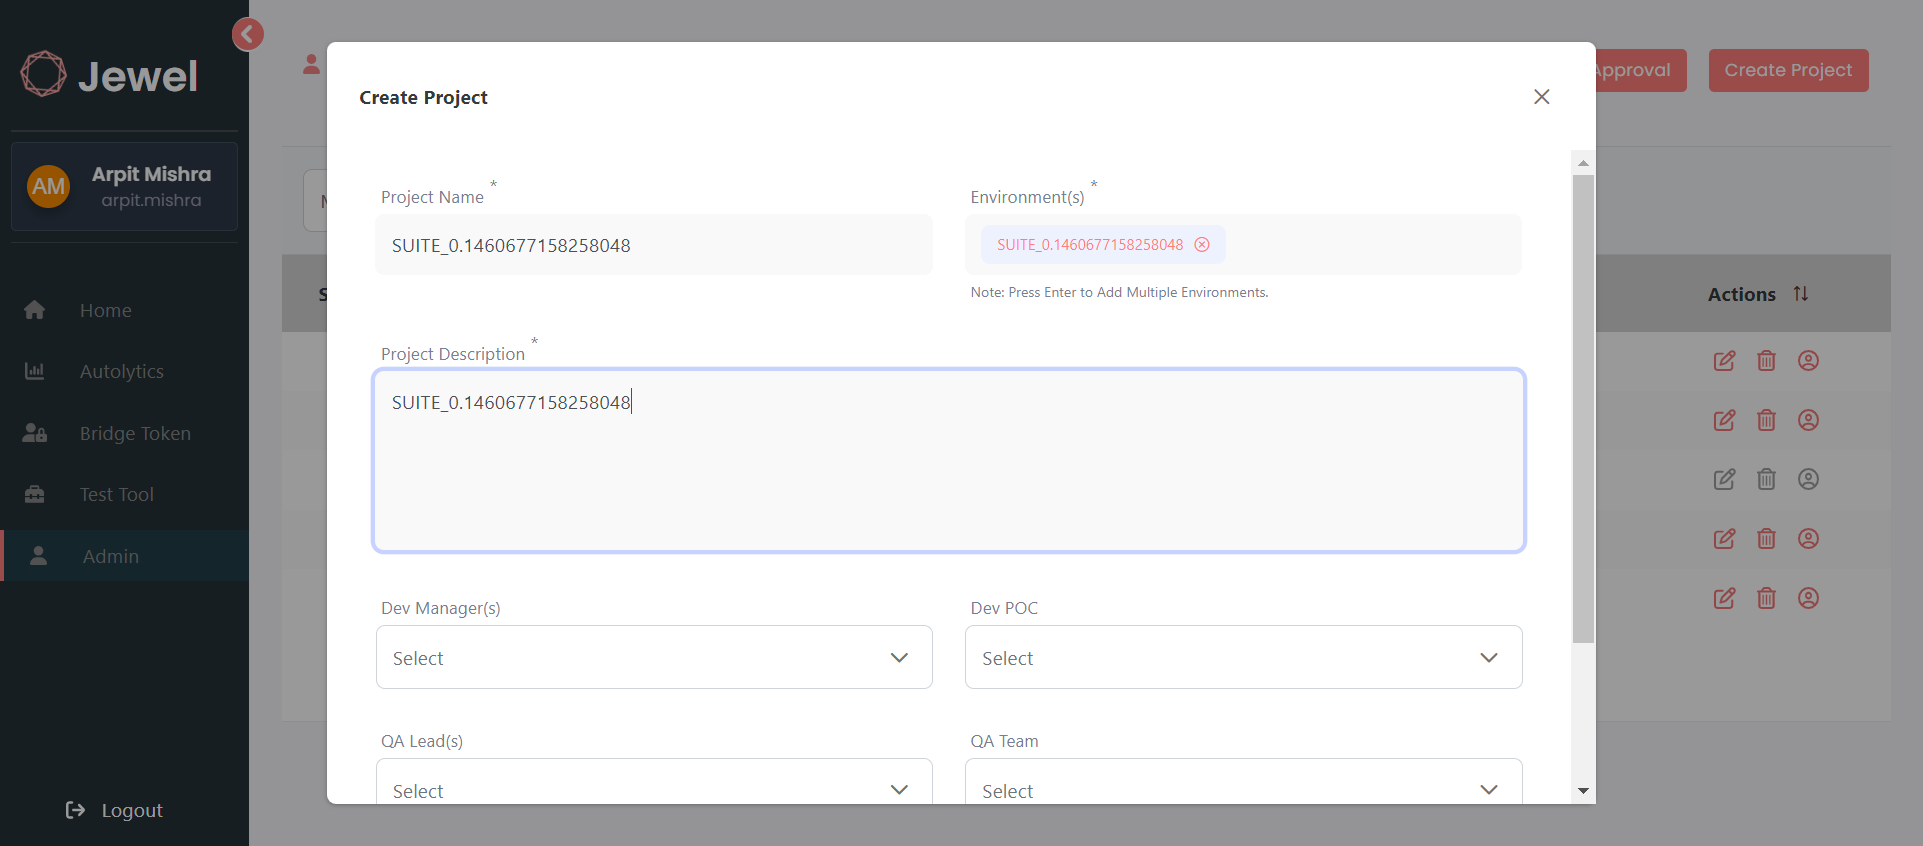 Jewel
AM
Arpit Mishra
arpit.mishra
Home
Autolytics
Bridge Token
Test Tool
Admin
Logout
Approval
Create Project
Create Project
Project Name *
SUITE_0.1460677158258048
Environment(s) *
SUITE_0.1460677158258048
Note: Press Enter to Add Multiple Environments.
Project Description *
SUITE_0.1460677158258048
Dev Manager(s)
Select
Dev POC
Select
QA Lead(s)
Select
QA Team
Select
Actions